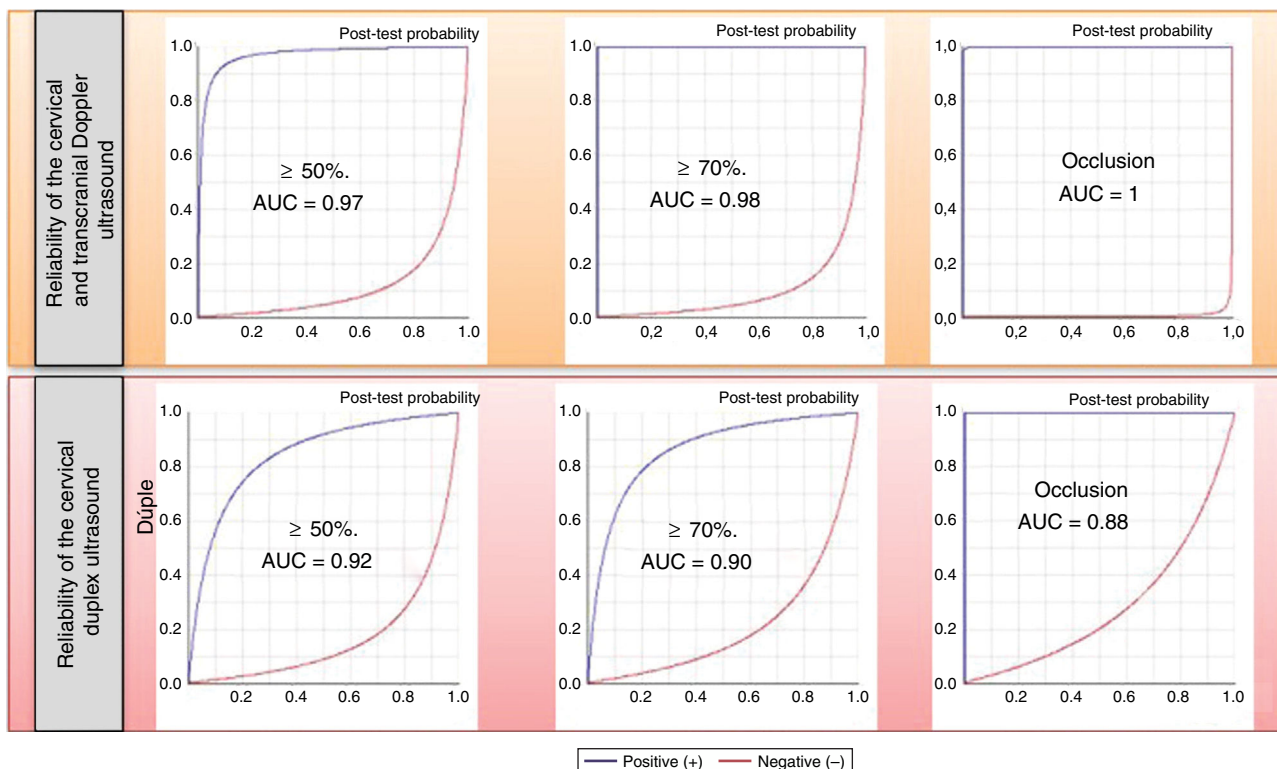 Reliability of the cervical
and transcranial Doppler
ultrasound
Post-test probability
1.0
0.8
0.6
0.4
0.2
0.0
≥ 50%.
AUC = 0.97
0.2 0.4 0.6 0.8 1.0
Post-test probability
1.0
0.8
0.6
0.4
0.2
0.0
≥ 70%.
AUC = 0.98
0,2 0,4 0,6 0,8 1,0
Post-test probability
1.0
0.8
0.6
0.4
0.2
0.0
Occlusion
AUC = 1
0,2 0,4 0,6 0,8 1,0
Reliability of the cervical
duplex ultrasound
Dúple
Post-test probability
1.0
0.8
0.6
0.4
0.2
0.0
≥ 50%.
AUC = 0.92
0.2 0.4 0.6 0.8 1.0
Post-test probability
1.0
0.8
0.6
0.4
0.2
0.0
≥ 70%.
AUC = 0.90
0.2 0.4 0.6 0.8 1.0
Post-test probability
1.0
0.8
0.6
0.4
0.2
0.0
Occlusion
AUC = 0.88
0.2 0.4 0.6 0.8 1.0
Positive (+) Negative (–)